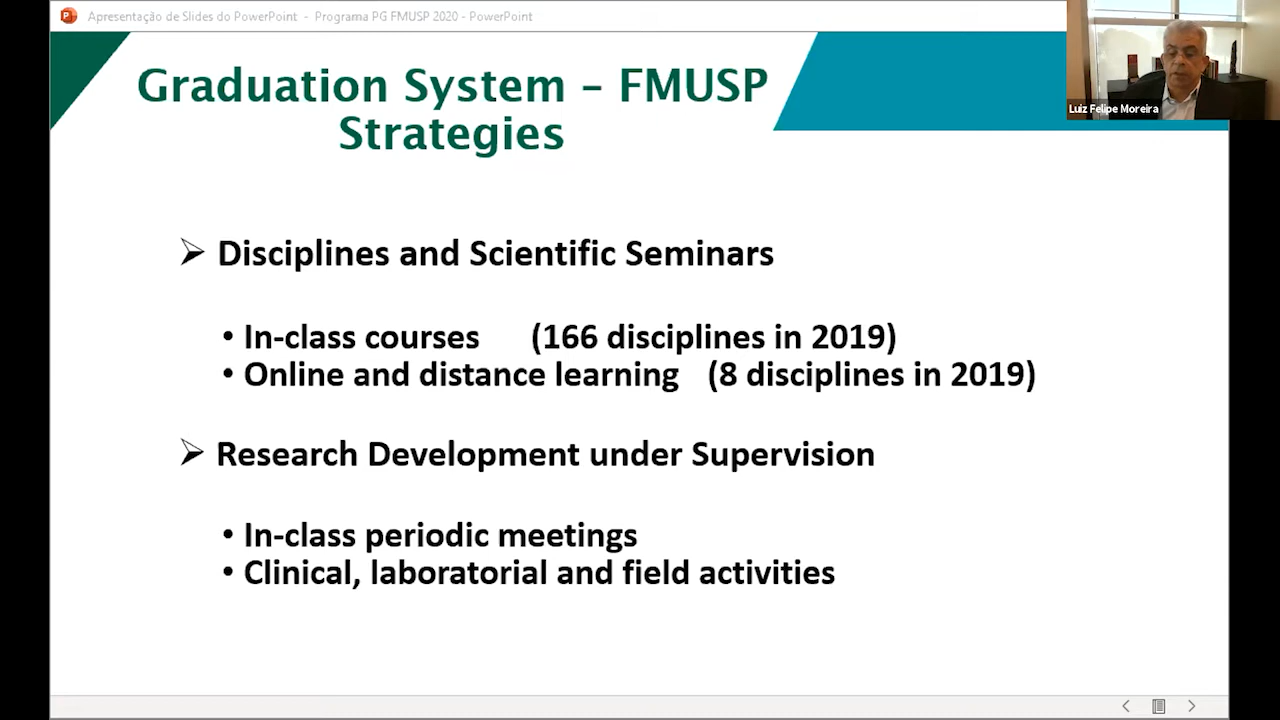 Apresentação de Slides do PowerPoint - Programa PG FMUSP 2020 - PowerPoint
Luiz Felipe Moreira
Graduation System – FMUSP
Strategies
Disciplines and Scientific Seminars
• In-class courses (166 disciplines in 2019)
• Online and distance learning (8 disciplines in 2019)
Research Development under Supervision
• In-class periodic meetings
• Clinical, laboratorial and field activities